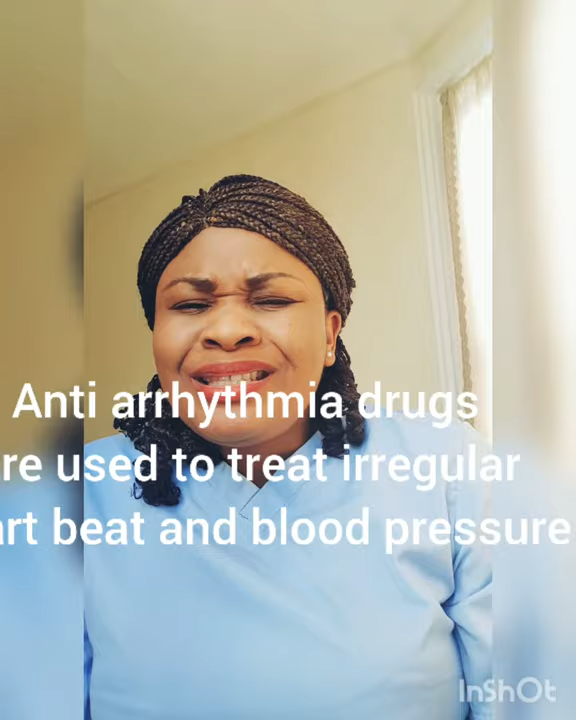 Anti arrhythmia drugs
re used to treat irregular
art beat and blood pressure
InShOt